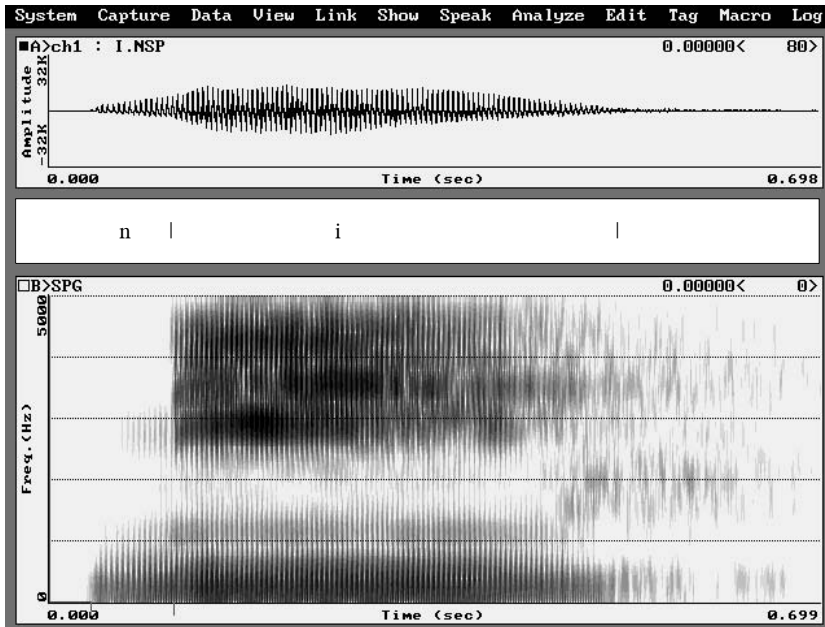 System Capture Data View Link Show Speak Analyze Edit Tag Macro Log
■A>ch1 : I.NSP 0.00000< 80>
32K
Amplitude
-32K
0.000 Time (sec) 0.698
n | i |
□B>SPG 0.00000< 0>
5000
Freq.(Hz)
0
0.000 Time (sec) 0.699